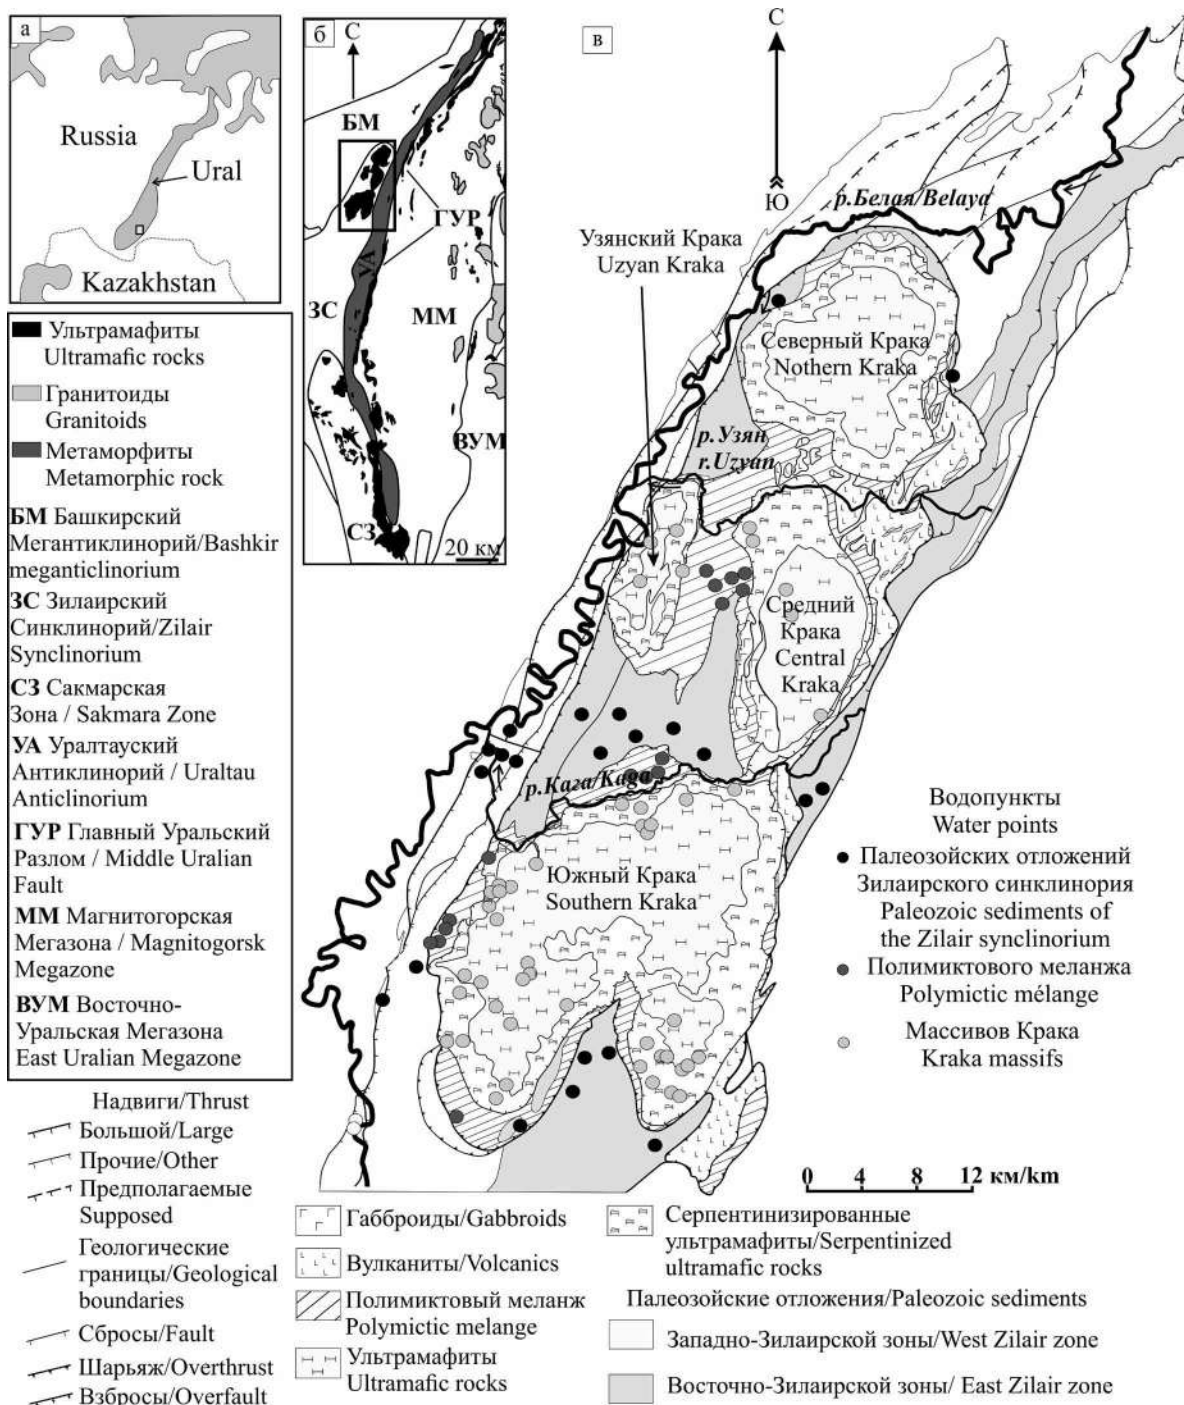 а
Russia
Ural
Kazakhstan
б
С
БМ
ГУР
УА
ЗС
ММ
ВУМ
СЗ
20 км
в
С
Ю
р.Белая/Belaya
Узянский Крака
Uzyan Kraka
Северный Крака
Nothern Kraka
р.Узян
r.Uzyan
Средний
Крака
Central
Kraka
р.Кага/Kaga
Южный Крака
Southern Kraka
Ультрамафиты
Ultramafic rocks
Гранитоиды
Granitoids
Метаморфиты
Metamorphic rock
БМ Башкирский
Мегантиклинорий/Bashkir
meganticlinorium
ЗС Зилаирский
Синклинорий/Zilair
Synclinorium
СЗ Сакмарская
Зона / Sakmara Zone
УА Уралтауский
Антиклинорий / Uraltau
Anticlinorium
ГУР Главный Уральский
Разлом / Middle Uralian
Fault
ММ Магнитогорская
Мегазона / Magnitogorsk
Megazone
ВУМ Восточно-
Уральская Мегазона
East Uralian Megazone
Водопункты
Water points
Палеозойских отложений
Зилаирского синклинория
Paleozoic sediments of
the Zilair synclinorium
Полимиктового меланжа
Polymictic mélange
Массивов Крака
Kraka massifs
0 4 8 12 км/km
Надвиги/Thrust
Большой/Large
Прочие/Other
Предполагаемые
Supposed
Геологические
границы/Geological
boundaries
Сбросы/Fault
Шарьяж/Overthrust
Взбросы/Overfault
Габброиды/Gabbroids
Вулканиты/Volcanics
Полимиктовый меланж
Polymictic melange
Ультрамафиты
Ultramafic rocks
Серпентинизированные
ультрамафиты/Serpentinized
ultramafic rocks
Палеозойские отложения/Paleozoic sediments
Западно-Зилаирской зоны/West Zilair zone
Восточно-Зилаирской зоны/ East Zilair zone